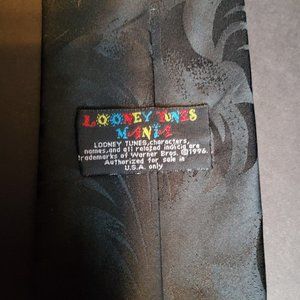 LOONEY TUNES
MANIA
LOONEY TUNES,characters,
names,and all related indicia are
trademarks of Warner Bros.©1996.
Authorized for sale in
U.S.A. only